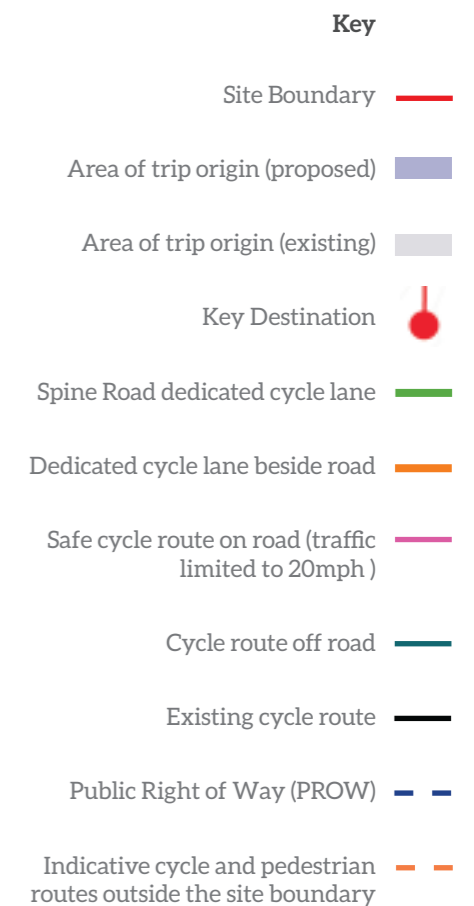 Key
Site Boundary
Area of trip origin (proposed)
Area of trip origin (existing)
Key Destination
Spine Road dedicated cycle lane
Dedicated cycle lane beside road
Safe cycle route on road (traffic
limited to 20mph )
Cycle route off road
Existing cycle route
Public Right of Way (PROW)
Indicative cycle and pedestrian
routes outside the site boundary